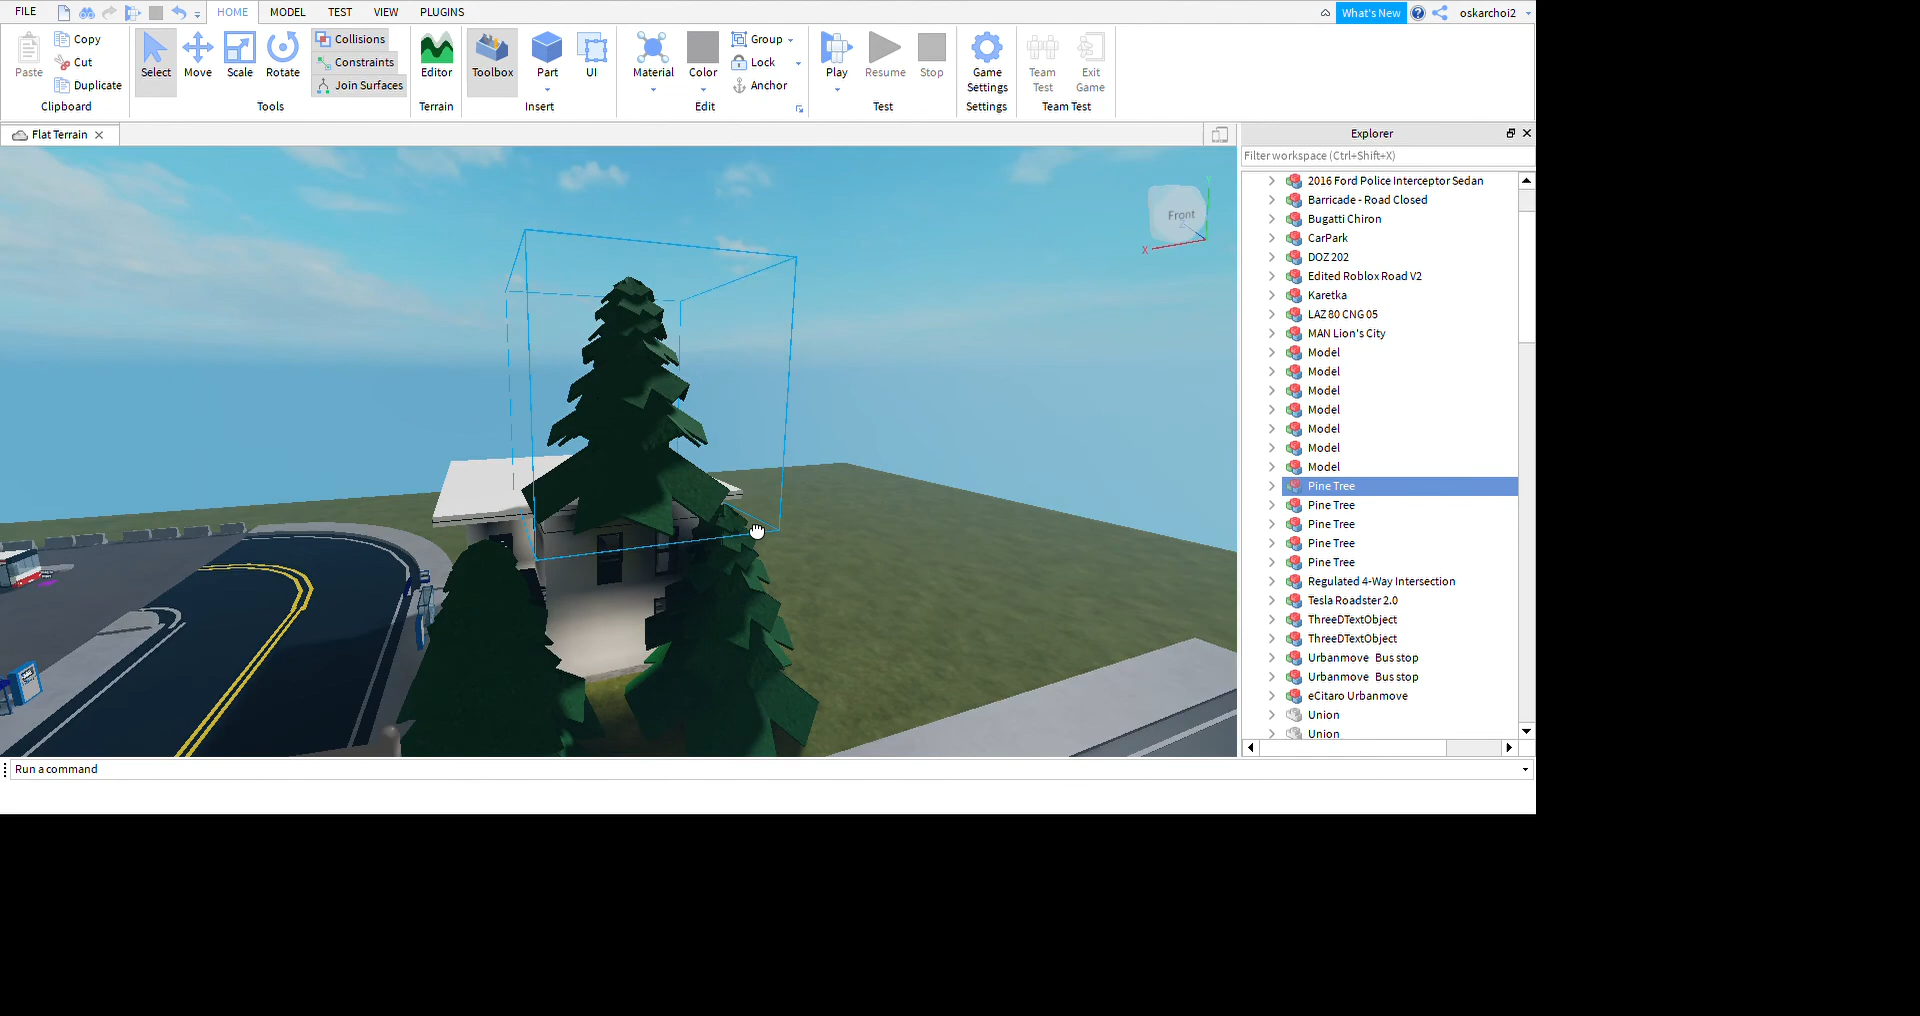 FILE HOME MODEL TEST VIEW PLUGINS What's New oskarchoi2
Paste Copy Cut Duplicate Select Move Scale Rotate Collisions Constraints Join Surfaces Editor Toolbox Part UI Material Color Group Lock Anchor Play Resume Stop Game Settings Team Test Exit Game
Clipboard Tools Terrain Insert Edit Test Settings Team Test
Flat Terrain
Explorer
Filter workspace (Ctrl+Shift+X)
2016 Ford Police Interceptor Sedan
Barricade - Road Closed
Bugatti Chiron
CarPark
DOZ 202
Edited Roblox Road V2
Karetka
LAZ 80 CNG 05
MAN Lion's City
Model
Model
Model
Model
Model
Model
Model
Pine Tree
Pine Tree
Pine Tree
Pine Tree
Pine Tree
Regulated 4-Way Intersection
Tesla Roadster 2.0
ThreeDTextObject
ThreeDTextObject
Urbanmove Bus stop
Urbanmove Bus stop
eCitaro Urbanmove
Union
Union
Front
Y
X
Z
Run a command